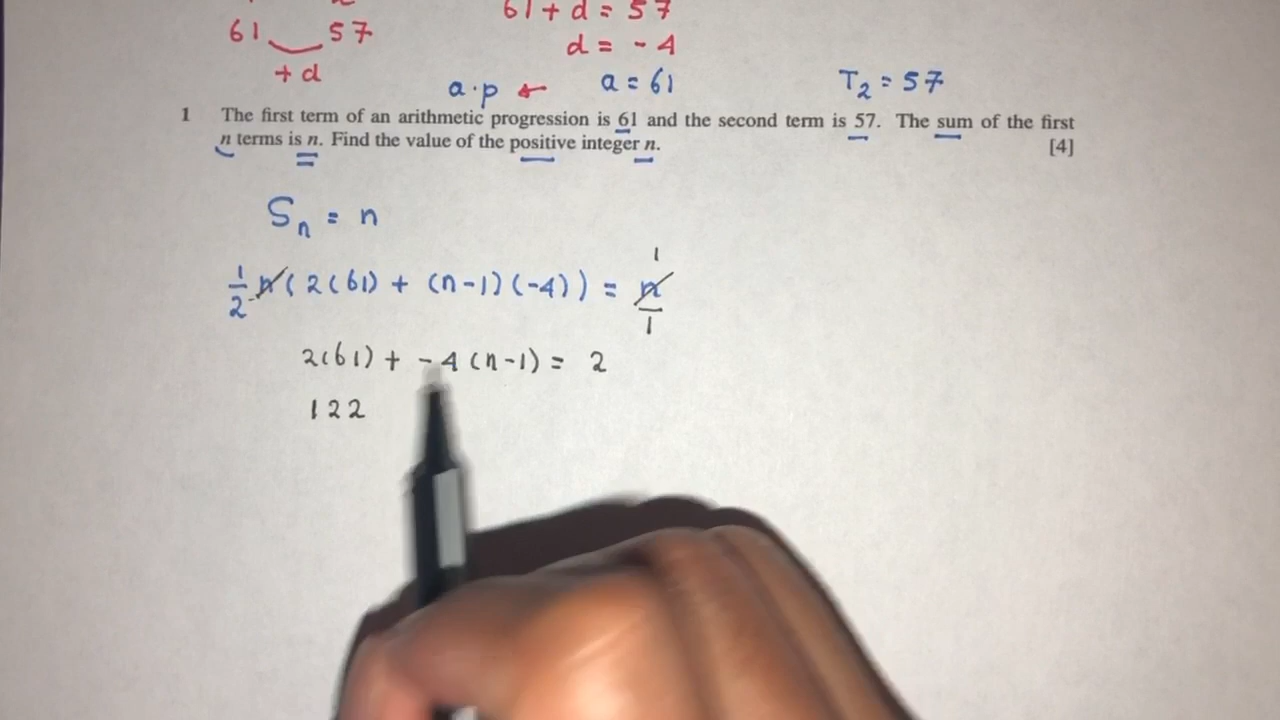 61 + d = 57
61 57
d = - 4
+ d
a.p a = 61 T2 = 57
1 The first term of an arithmetic progression is 61 and the second term is 57. The sum of the first
n terms is n. Find the value of the positive integer n. [4]
Sn = n
1
1/2 n ( 2(61) + (n-1)(-4)) = n/1
2(61) + -4(n-1) = 2
122